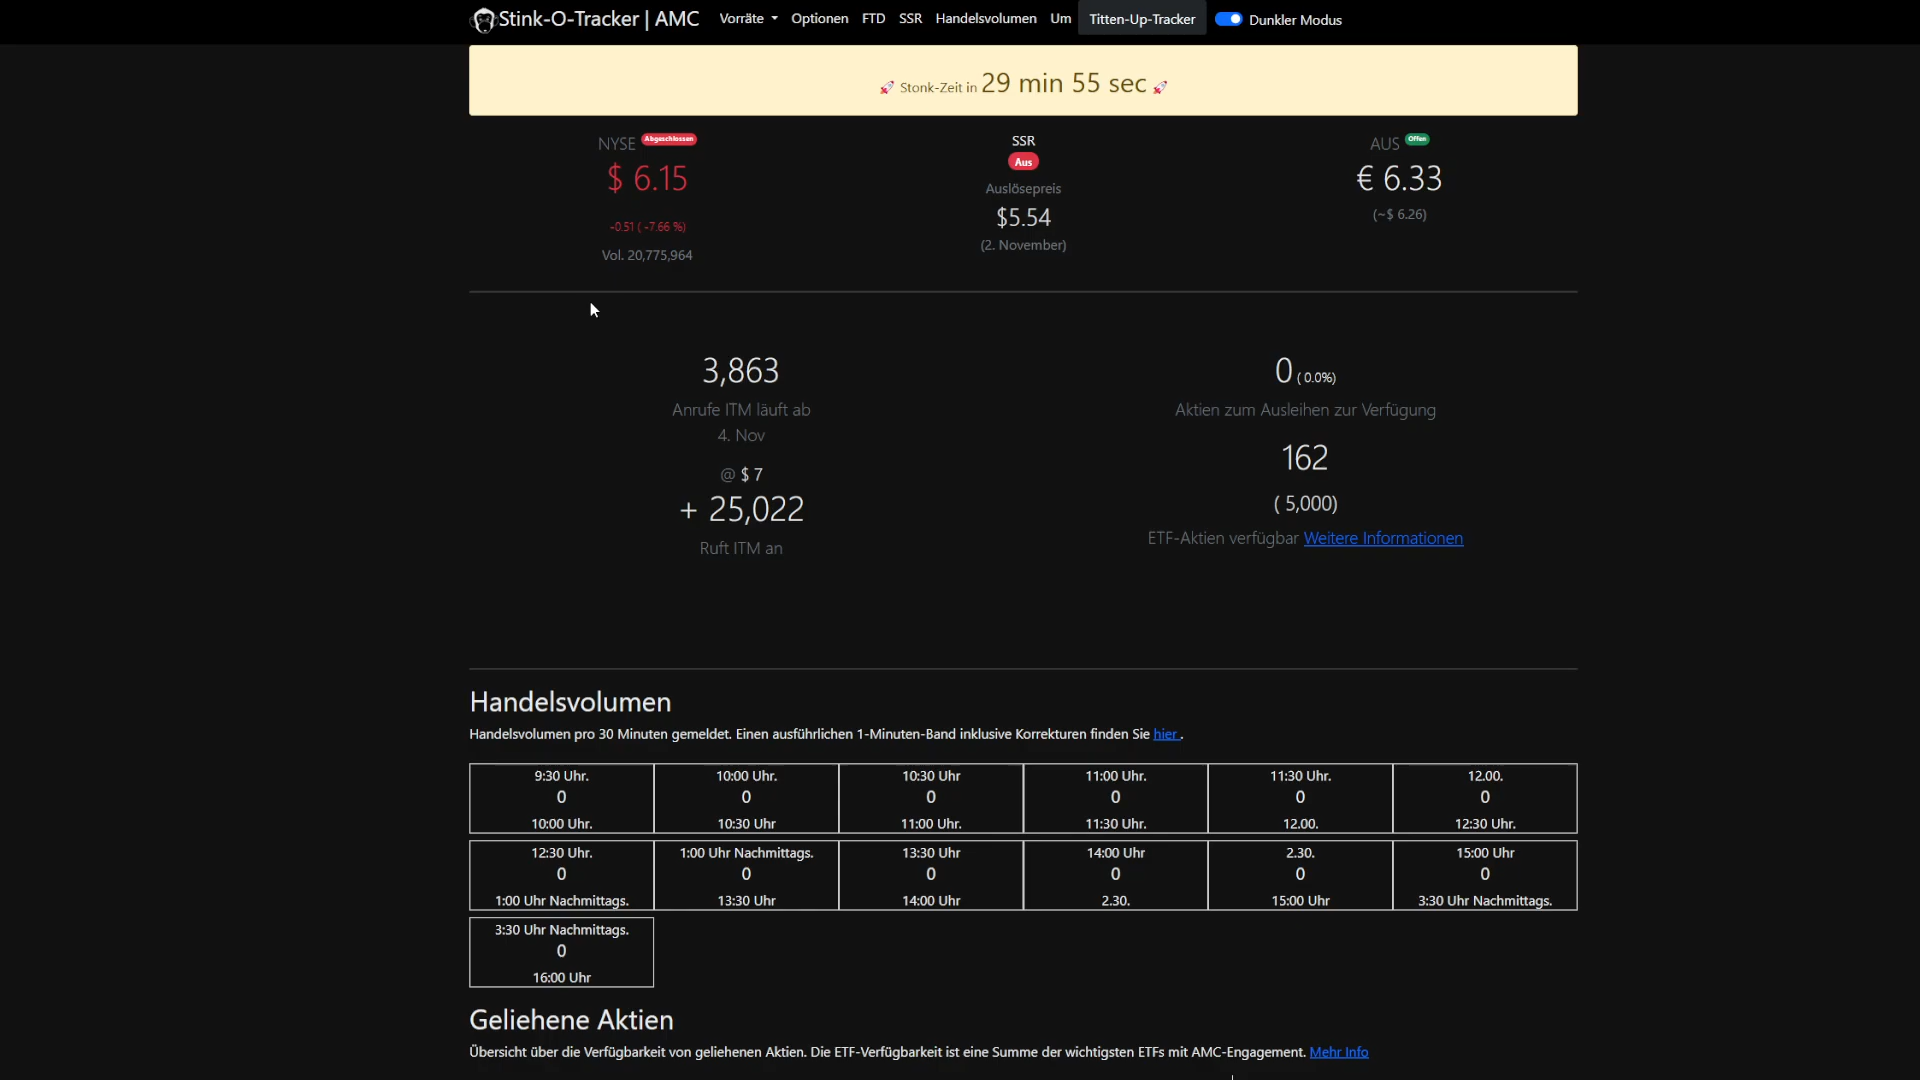 Stink-O-Tracker | AMC Vorräte Optionen FTD SSR Handelsvolumen Um Titten-Up-Tracker Dunkler Modus
🚀 Stonk-Zeit in 29 min 55 sec 🚀
NYSE Abgeschlossen
$ 6.15
-0.51 ( -7.66 %)
Vol. 20,775,964
SSR
Aus
Auslösepreis
$5.54
(2. November)
AUS Offen
€ 6.33
(~$ 6.26)
3,863
Anrufe ITM läuft ab
4. Nov
@ $ 7
+ 25,022
Ruft ITM an
0 ( 0.0%)
Aktien zum Ausleihen zur Verfügung
162
( 5,000)
ETF-Aktien verfügbar Weitere Informationen
Handelsvolumen
Handelsvolumen pro 30 Minuten gemeldet. Einen ausführlichen 1-Minuten-Band inklusive Korrekturen finden Sie hier .
9:30 Uhr. 10:00 Uhr. 10:30 Uhr 11:00 Uhr. 11:30 Uhr. 12.00.
0 0 0 0 0 0
10:00 Uhr. 10:30 Uhr 11:00 Uhr. 11:30 Uhr. 12.00. 12:30 Uhr.
12:30 Uhr. 1:00 Uhr Nachmittags. 13:30 Uhr 14:00 Uhr 2.30. 15:00 Uhr
0 0 0 0 0 0
1:00 Uhr Nachmittags. 13:30 Uhr 14:00 Uhr 2.30. 15:00 Uhr 3:30 Uhr Nachmittags.
3:30 Uhr Nachmittags.
0
16:00 Uhr
Geliehene Aktien
Übersicht über die Verfügbarkeit von geliehenen Aktien. Die ETF-Verfügbarkeit ist eine Summe der wichtigsten ETFs mit AMC-Engagement. Mehr Info